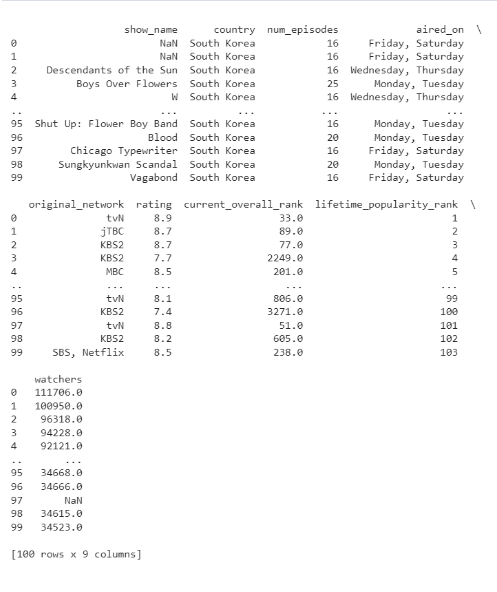 show_name country num_episodes aired_on \
0 NaN South Korea 16 Friday, Saturday
1 NaN South Korea 16 Friday, Saturday
2 Descendants of the Sun South Korea 16 Wednesday, Thursday
3 Boys Over Flowers South Korea 25 Monday, Tuesday
4 W South Korea 16 Wednesday, Thursday
.. ... ... ... ...
95 Shut Up: Flower Boy Band South Korea 16 Monday, Tuesday
96 Blood South Korea 20 Monday, Tuesday
97 Chicago Typewriter South Korea 16 Friday, Saturday
98 Sungkyunkwan Scandal South Korea 20 Monday, Tuesday
99 Vagabond South Korea 16 Friday, Saturday
original_network rating current_overall_rank lifetime_popularity_rank \
0 tvN 8.9 33.0 1
1 jTBC 8.7 89.0 2
2 KBS2 8.7 77.0 3
3 KBS2 7.7 2249.0 4
4 MBC 8.5 201.0 5
.. ... ... ... ...
95 tvN 8.1 806.0 99
96 KBS2 7.4 3271.0 100
97 tvN 8.8 51.0 101
98 KBS2 8.2 605.0 102
99 SBS, Netflix 8.5 238.0 103
watchers
0 111706.0
1 100950.0
2 96318.0
3 94228.0
4 92121.0
.. ...
95 34668.0
96 34666.0
97 NaN
98 34615.0
99 34523.0
[100 rows x 9 columns]